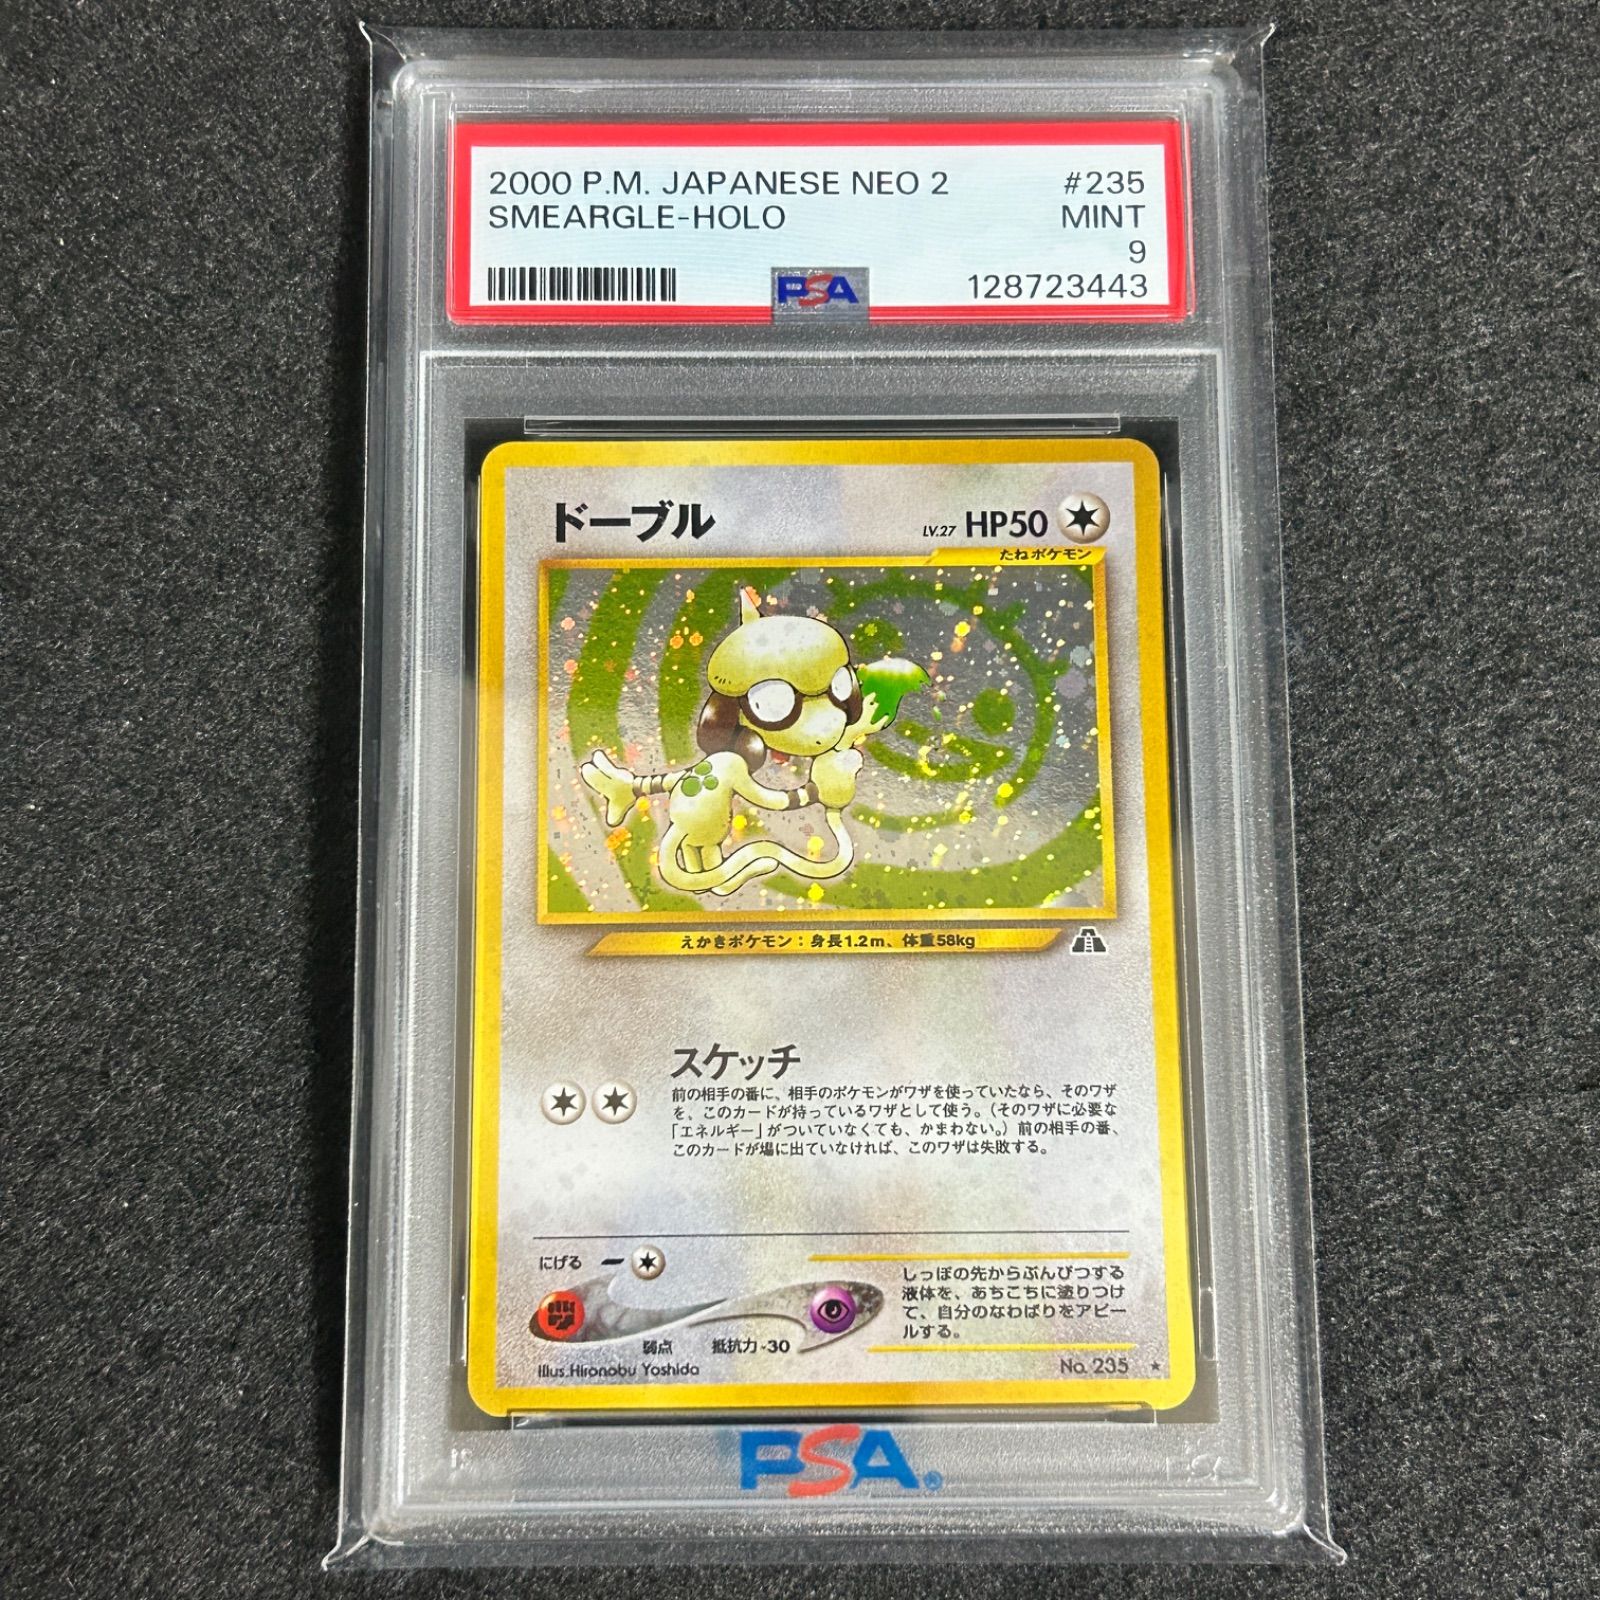 2000 P.M. JAPANESE NEO 2 #235
SMEARGLE-HOLO MINT
9
PSA 128723443
ドーブル LV.27 HP50
たねポケモン
えかきポケモン：身長1.2m、体重58kg
スケッチ
前の相手の番に、相手のポケモンがワザを使っていたなら、そのワザ
を、このカードが持っているワザとして使う。（そのワザに必要な
「エネルギー」がついていなくても、かまわない。）前の相手の番、
このカードが場に出ていなければ、このワザは失敗する。
にげる
弱点 抵抗力 -30
しっぽの先からぶんぴつする
液体を、あちこちに塗りつけ
て、自分のなわばりをアピー
ルする。
Illus. Hironobu Yoshida No. 235 ★
PSA®